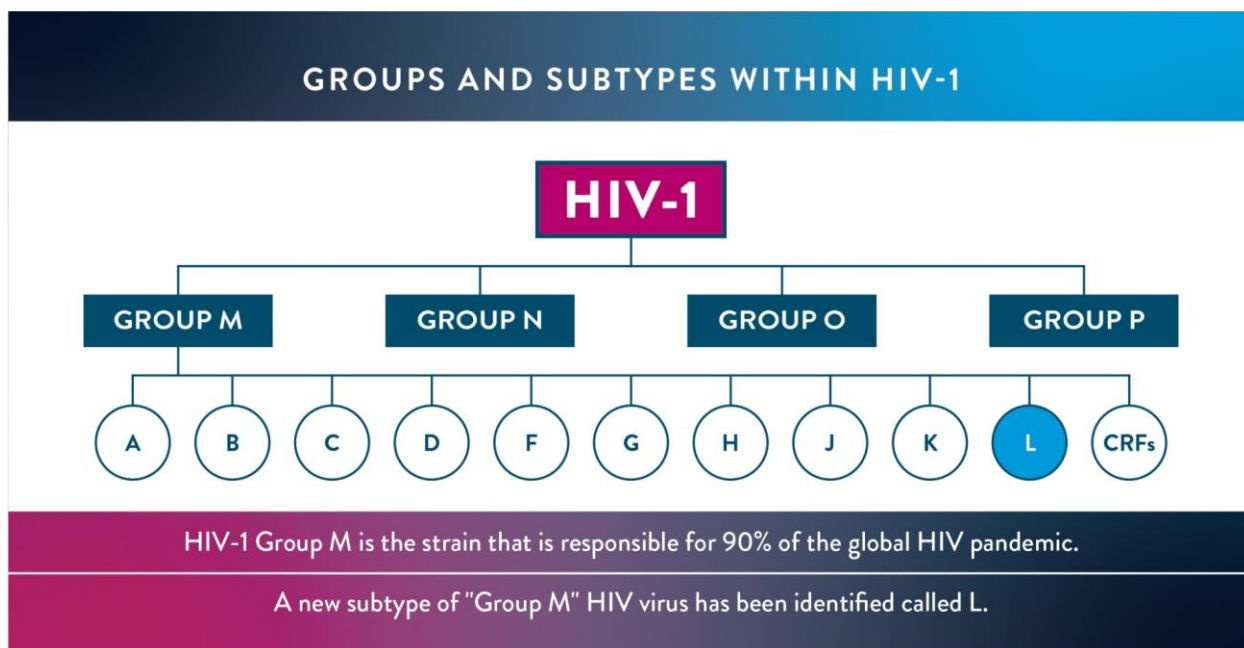 GROUPS AND SUBTYPES WITHIN HIV-1
HIV-1
GROUP M GROUP N GROUP O GROUP P
A B C D F G H J K L CRFs
HIV-1 Group M is the strain that is responsible for 90% of the global HIV pandemic.
A new subtype of "Group M" HIV virus has been identified called L.